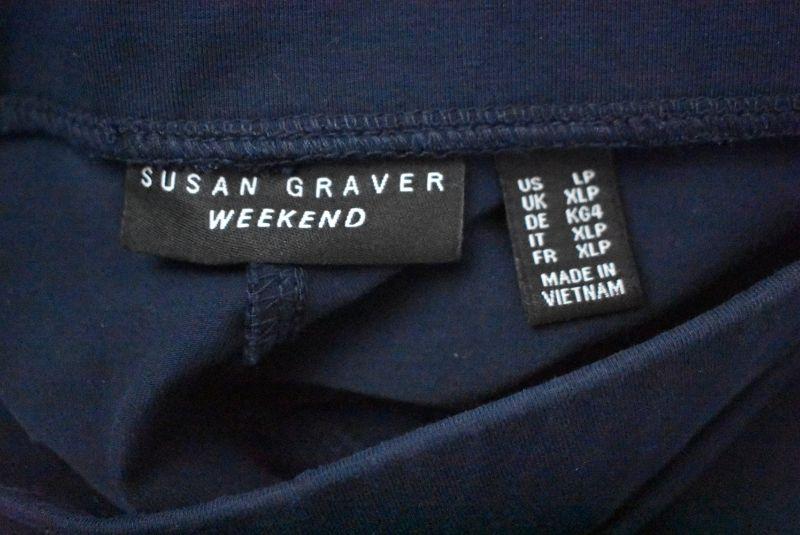 SUSAN GRAVER
WEEKEND
US LP
UK XLP
DE KG4
IT XLP
FR XLP
MADE IN
VIETNAM